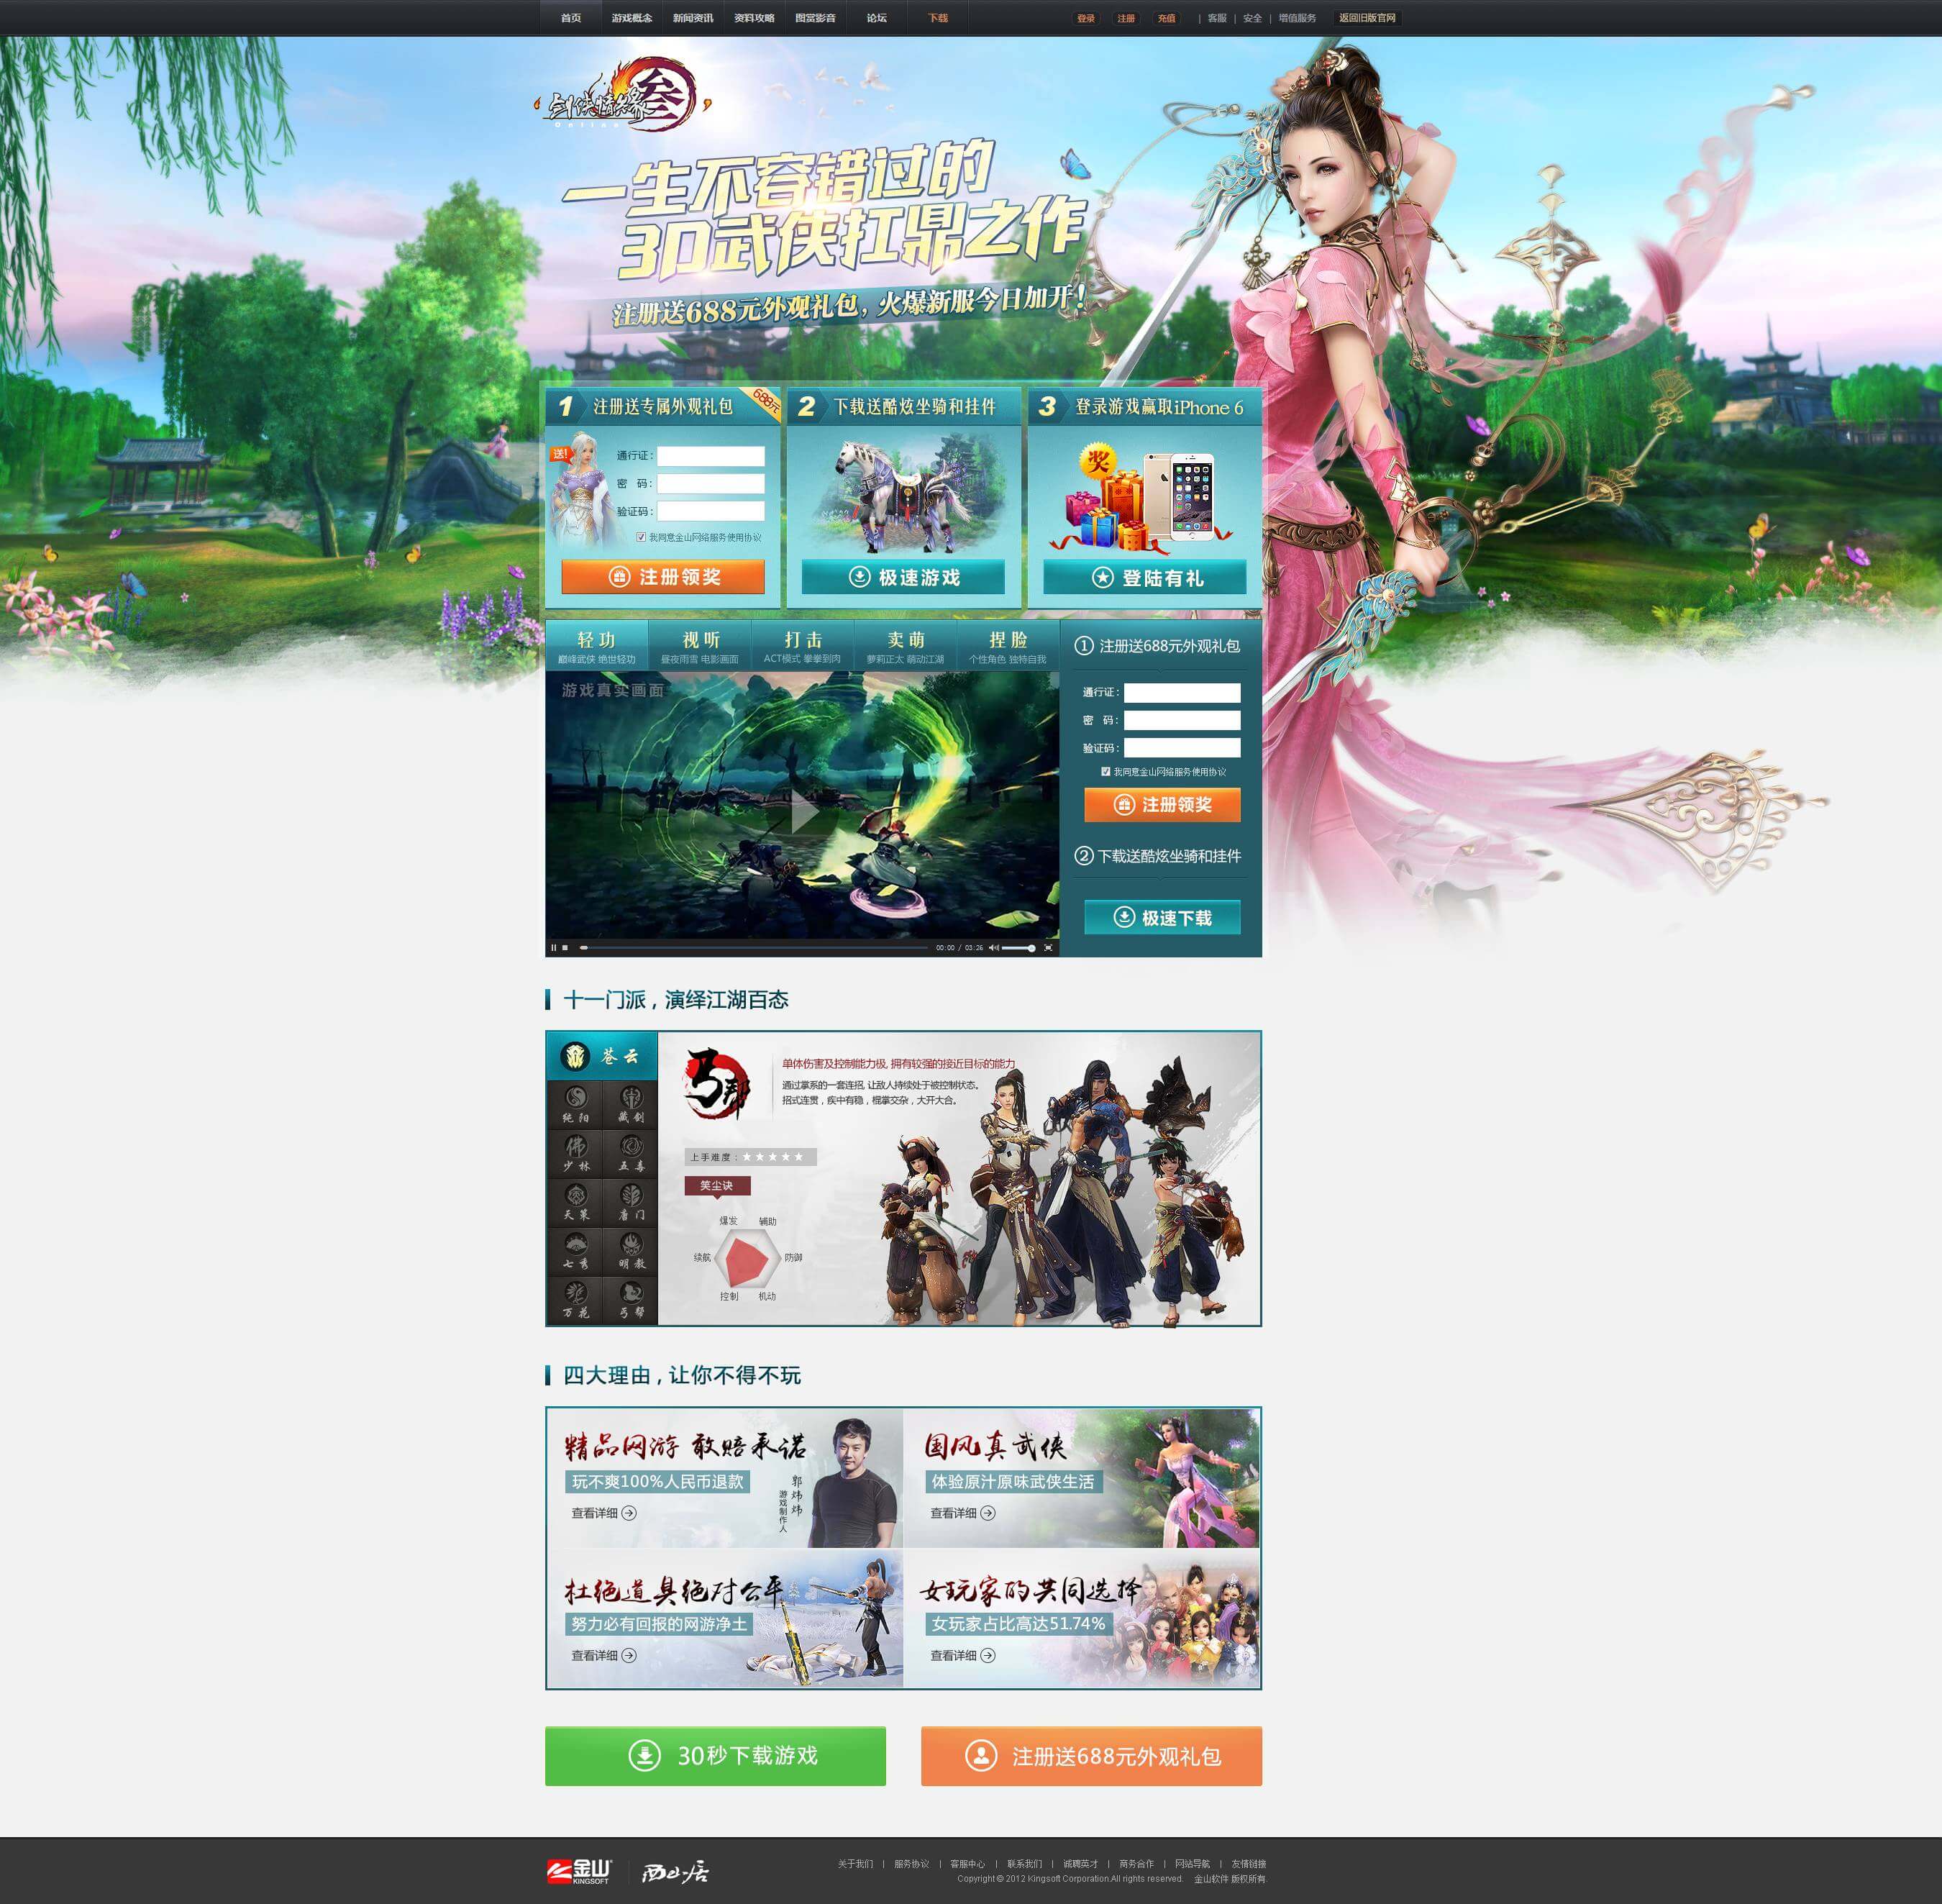 首页 游戏概念 新闻资讯 资料攻略 图赏影音 论坛 下载 登录 注册 充值 | 客服 | 安全 | 增值服务 返回旧版官网
剑侠情缘叁
Online
一生不容错过的
3D武侠扛鼎之作
注册送688元外观礼包，火爆新服今日加开！
1 注册送专属外观礼包 688元
送!
通行证：
密 码：
验证码：
我同意金山网络服务使用协议
注册领奖
2 下载送酷炫坐骑和挂件
极速游戏
3 登录游戏赢取iPhone 6
奖
登陆有礼
轻功
巅峰武侠 绝世轻功
视听
昼夜雨雪 电影画面
打击
ACT模式 拳拳到肉
卖萌
萝莉正太 萌动江湖
捏脸
个性角色 独特自我
游戏真实画面
00:00 / 03:26
① 注册送688元外观礼包
通行证：
密 码：
验证码：
我同意金山网络服务使用协议
注册领奖
② 下载送酷炫坐骑和挂件
极速下载
十一门派，演绎江湖百态
苍云
纯阳 藏剑
少林 五毒
天策 唐门
七秀 明教
万花 丐帮
丐帮
单体伤害及控制能力极, 拥有较强的接近目标的能力
通过掌系的一套连招, 让敌人持续处于被控制状态。
招式连贯，疾中有稳，棍掌交杂，大开大合。
上手难度：★★★★★
笑尘诀
爆发 辅助
续航 防御
控制 机动
四大理由，让你不得不玩
精品网游 敢赔承诺
玩不爽100%人民币退款
查看详细
郭炜炜
游戏制作人
国风真武侠
体验原汁原味武侠生活
查看详细
杜绝道具绝对公平
努力必有回报的网游净土
查看详细
女玩家的共同选择
女玩家占比高达51.74%
查看详细
30秒下载游戏
注册送688元外观礼包
金山
KINGSOFT
西山居
关于我们 | 服务协议 | 客服中心 | 联系我们 | 诚聘英才 | 商务合作 | 网站导航 | 友情链接
Copyright © 2012 Kingsoft Corporation.All rights reserved. 金山软件 版权所有.